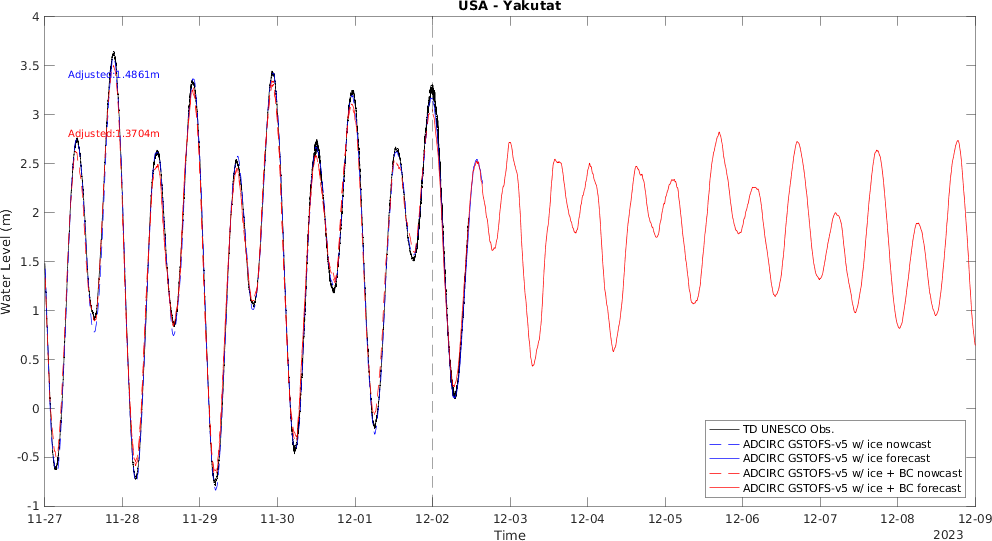 USA - Yakutat
4
3.5
3
2.5
2
1.5
1
0.5
0
-0.5
-1
Water Level (m)
Adjusted:1.4861m
Adjusted:1.3704m
TD UNESCO Obs.
ADCIRC GSTOFS-v5 w/ ice nowcast
ADCIRC GSTOFS-v5 w/ ice forecast
ADCIRC GSTOFS-v5 w/ ice + BC nowcast
ADCIRC GSTOFS-v5 w/ ice + BC forecast
11-27 11-28 11-29 11-30 12-01 12-02 12-03 12-04 12-05 12-06 12-07 12-08 12-09
Time
2023